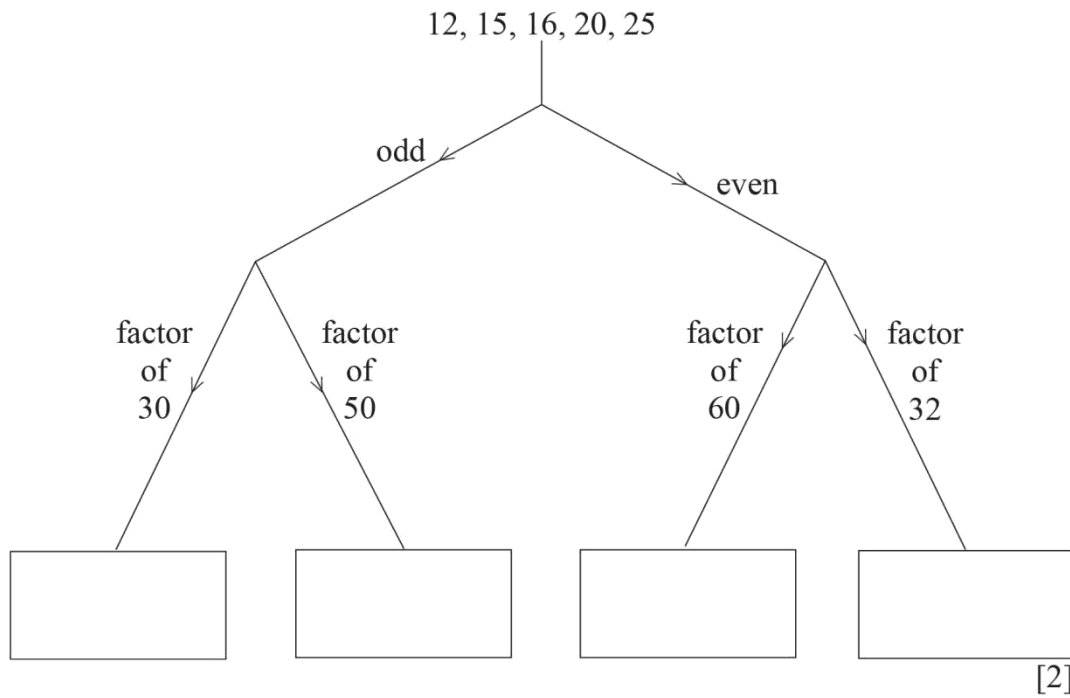 12, 15, 16, 20, 25
odd
even
factor
of
30
factor
of
50
factor
of
60
factor
of
32
[2]